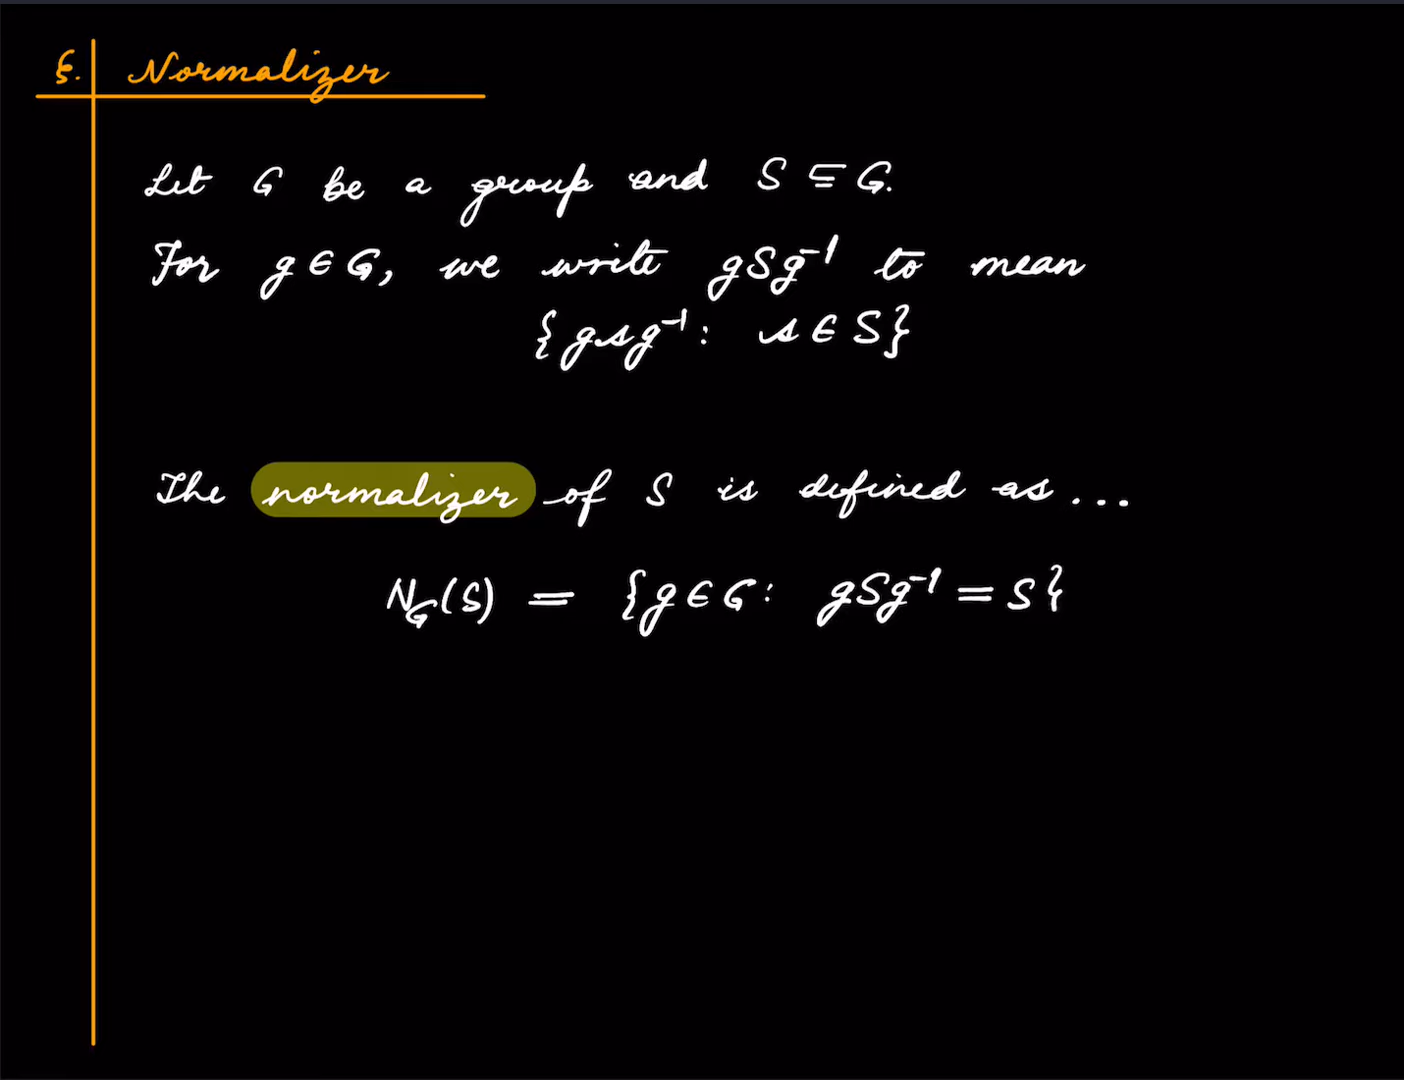 §. Normalizer
Let G be a group and S ⊆ G.
For g ∈ G, we write gSg⁻¹ to mean
{gsg⁻¹: s ∈ S}
The normalizer of S is defined as...
N_G(S) = {g ∈ G: gSg⁻¹ = S}